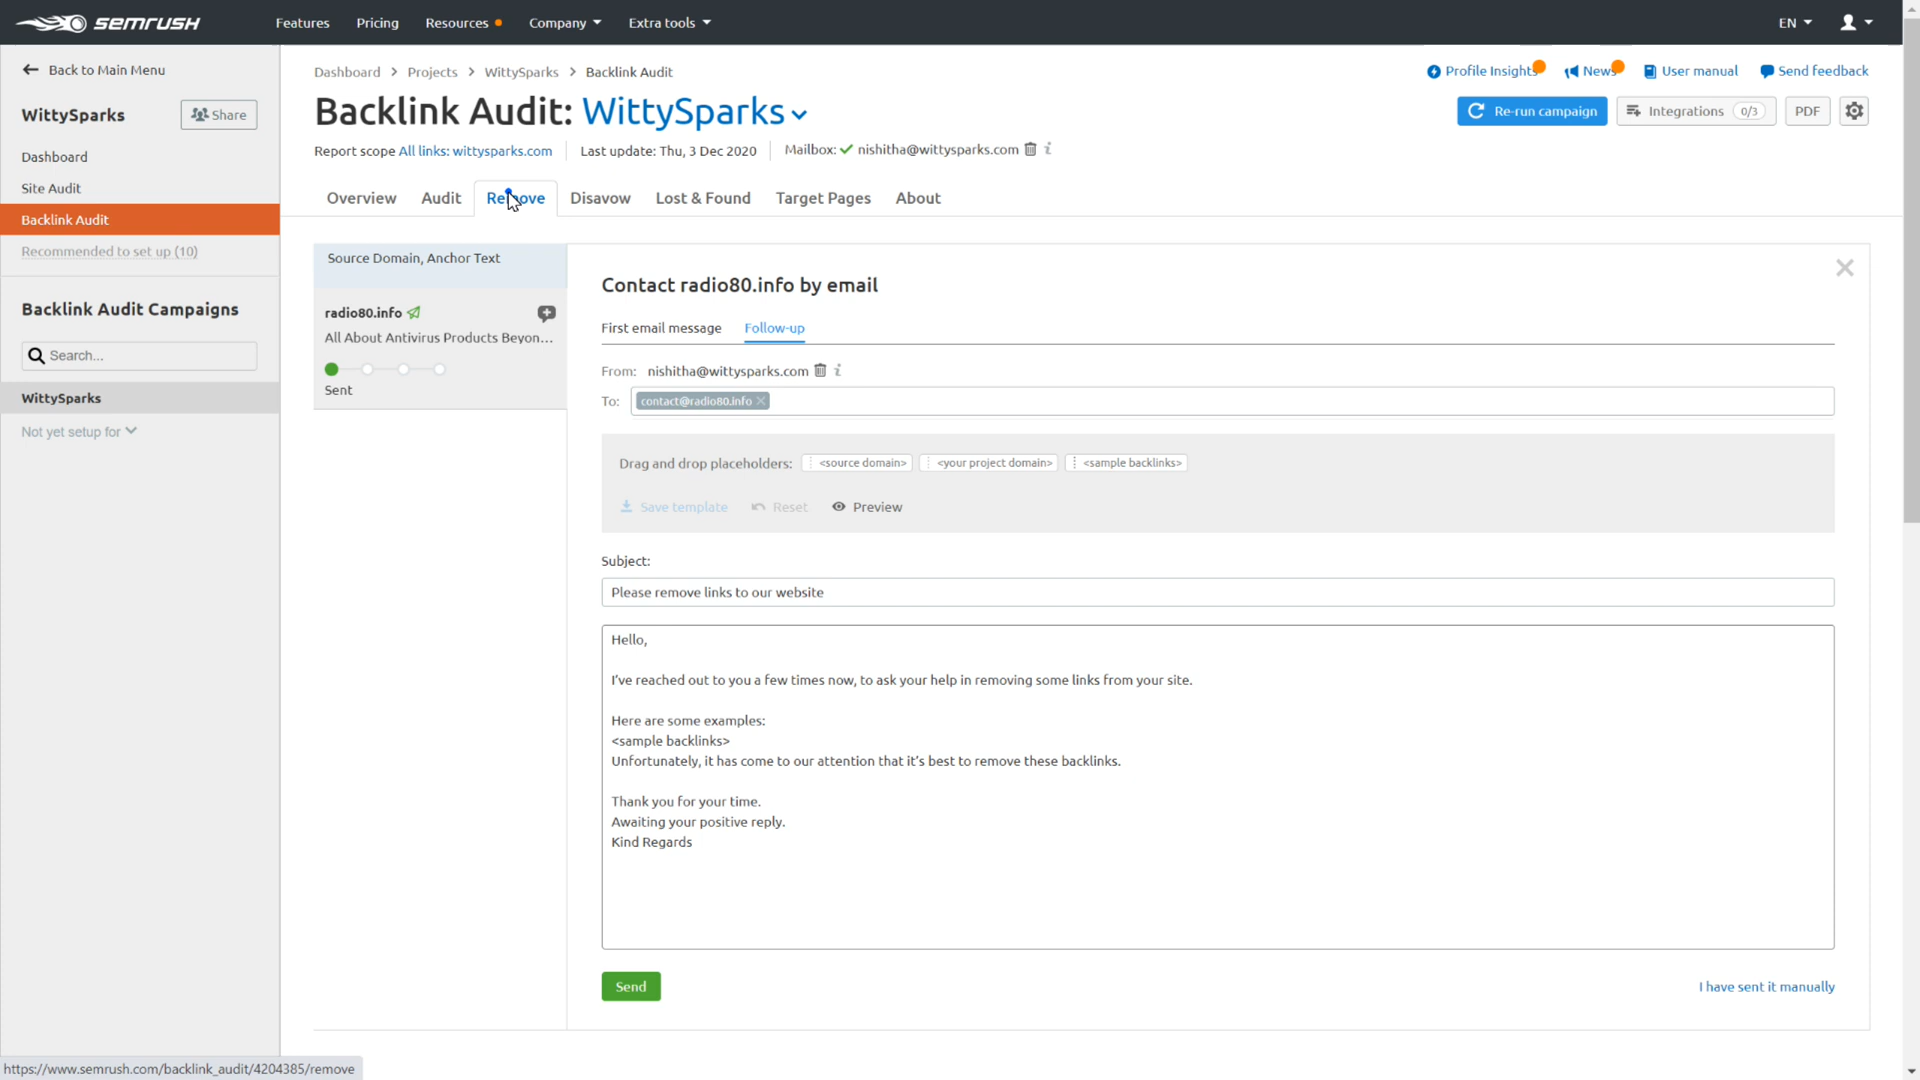 SEMRUSH
Features
Pricing
Resources
Company
Extra tools
EN
Back to Main Menu
WittySparks
Share
Dashboard
Site Audit
Backlink Audit
Recommended to set up (10)
Backlink Audit Campaigns
Search...
WittySparks
Not yet setup for
Dashboard > Projects > WittySparks > Backlink Audit
Profile Insights
News
User manual
Send feedback
Backlink Audit: WittySparks
Re-run campaign
Integrations 0/3
PDF
Report scope All links: wittysparks.com
Last update: Thu, 3 Dec 2020
Mailbox: nishitha@wittysparks.com i
Overview
Audit
Remove
Disavow
Lost & Found
Target Pages
About
Source Domain, Anchor Text
radio80.info
All About Antivirus Products Beyon...
Sent
Contact radio80.info by email
First email message
Follow-up
From: nishitha@wittysparks.com i
To: contact@radio80.info
Drag and drop placeholders: <source domain> <your project domain> <sample backlinks>
Save template
Reset
Preview
Subject:
Please remove links to our website
Hello,
I've reached out to you a few times now, to ask your help in removing some links from your site.
Here are some examples:
<sample backlinks>
Unfortunately, it has come to our attention that it's best to remove these backlinks.
Thank you for your time.
Awaiting your positive reply.
Kind Regards
Send
I have sent it manually
https://www.semrush.com/backlink_audit/4204385/remove